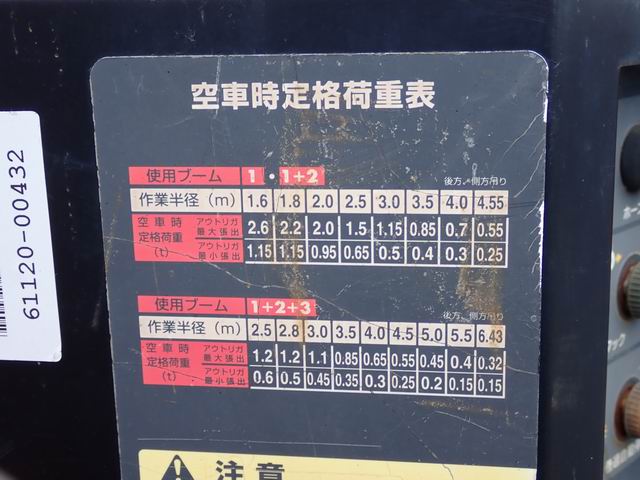 空車時定格荷重表
使用ブーム 1・1+2 後方、側方吊り
作業半径（m） 1.6 1.8 2.0 2.5 3.0 3.5 4.0 4.55
空車時定格荷重（t） アウトリガ最大張出 2.6 2.2 2.0 1.5 1.15 0.85 0.7 0.55
アウトリガ最小張出 1.15 1.15 0.95 0.65 0.5 0.4 0.3 0.25
使用ブーム 1+2+3 後方、側方吊り
作業半径（m） 2.5 2.8 3.0 3.5 4.0 4.5 5.0 5.5 6.43
空車時定格荷重（t） アウトリガ最大張出 1.2 1.2 1.1 0.85 0.65 0.55 0.45 0.4 0.32
アウトリガ最小張出 0.6 0.5 0.45 0.35 0.3 0.25 0.2 0.15 0.15
注意
61120-00432